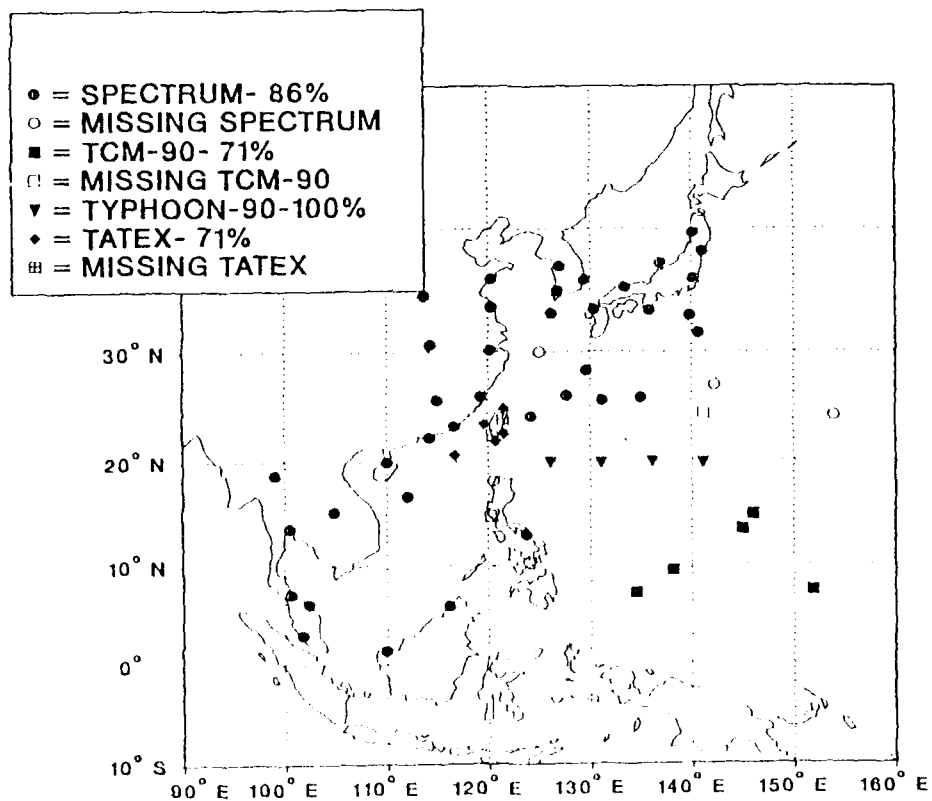 ● = SPECTRUM- 86%
○ = MISSING SPECTRUM
■ = TCM-90- 71%
□ = MISSING TCM-90
▼ = TYPHOON-90-100%
◆ = TATEX- 71%
⊞ = MISSING TATEX
30° N
20° N
10° N
0°
10° S
90° E 100° E 110° E 120° E 130° E 140° E 150° E 160° E